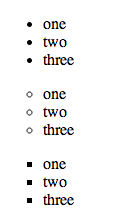 • one
• two
• three
◦ one
◦ two
◦ three
▪ one
▪ two
▪ three